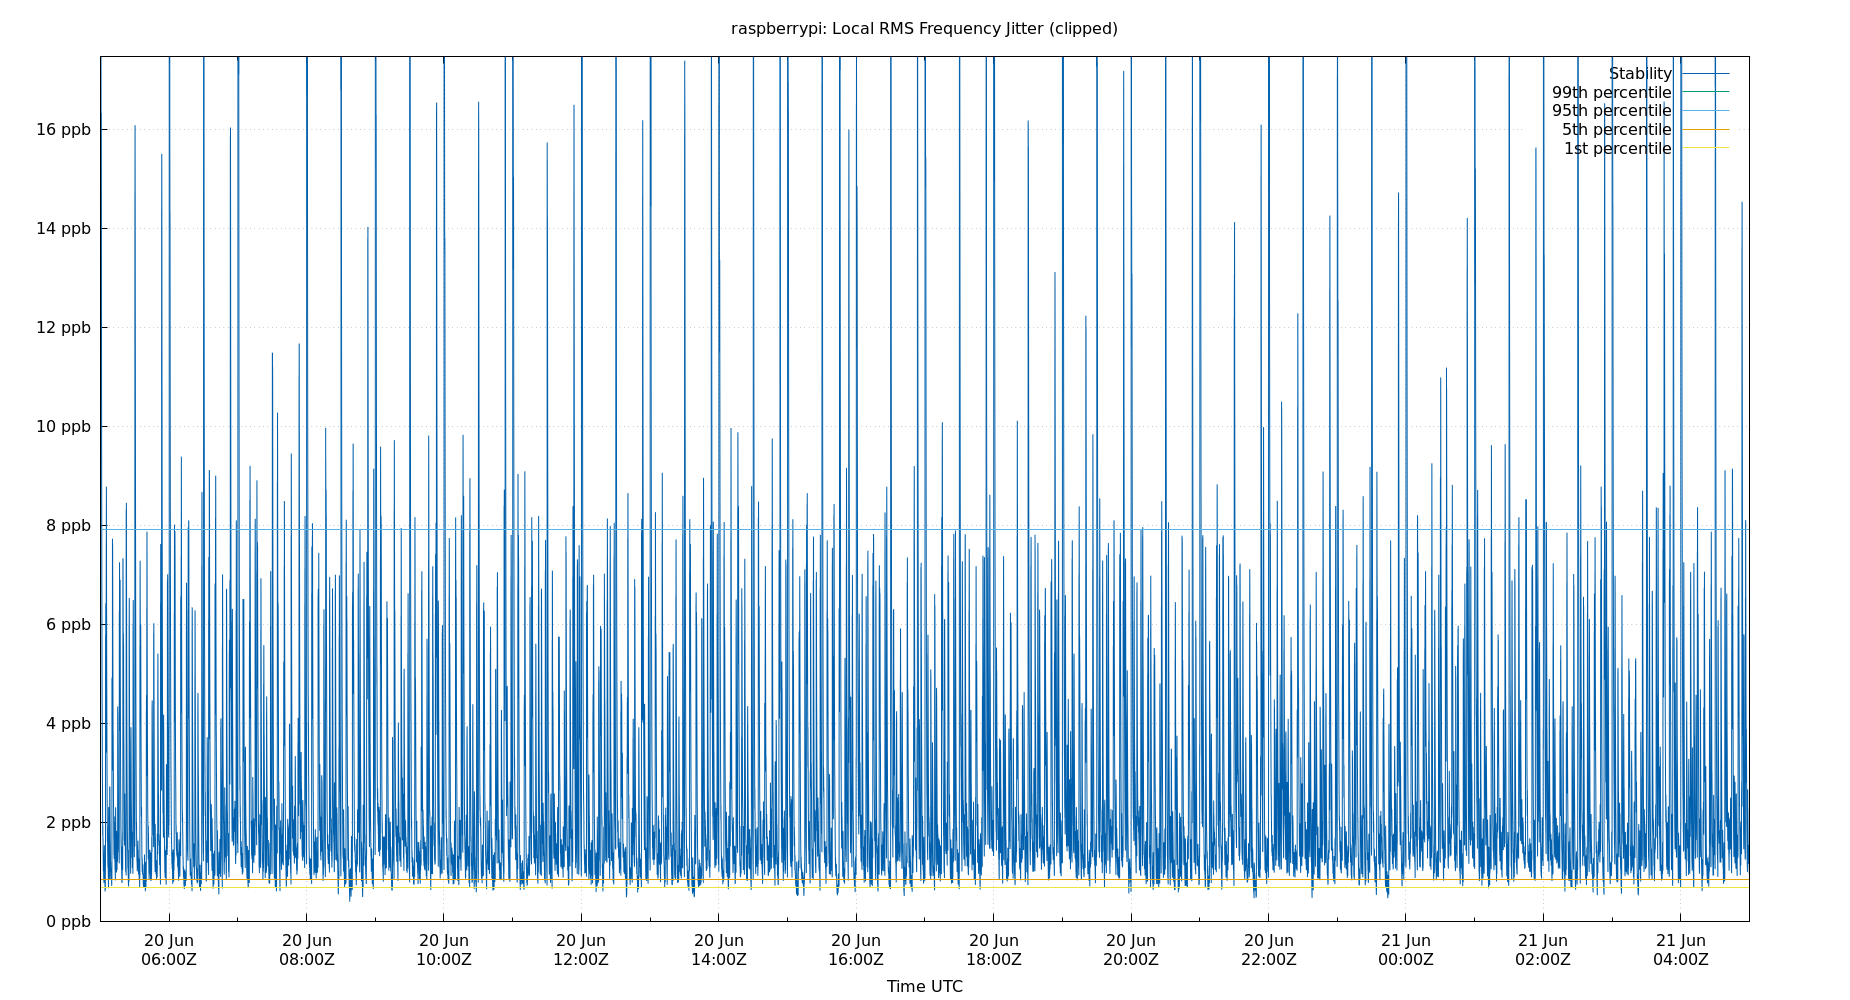 raspberrypi: Local RMS Frequency Jitter (clipped)
Stability
99th percentile
95th percentile
5th percentile
1st percentile
16 ppb
14 ppb
12 ppb
10 ppb
8 ppb
6 ppb
4 ppb
2 ppb
0 ppb
20 Jun 20 Jun 20 Jun 20 Jun 20 Jun 20 Jun 20 Jun 20 Jun 20 Jun 21 Jun 21 Jun 21 Jun
06:00Z 08:00Z 10:00Z 12:00Z 14:00Z 16:00Z 18:00Z 20:00Z 22:00Z 00:00Z 02:00Z 04:00Z
Time UTC